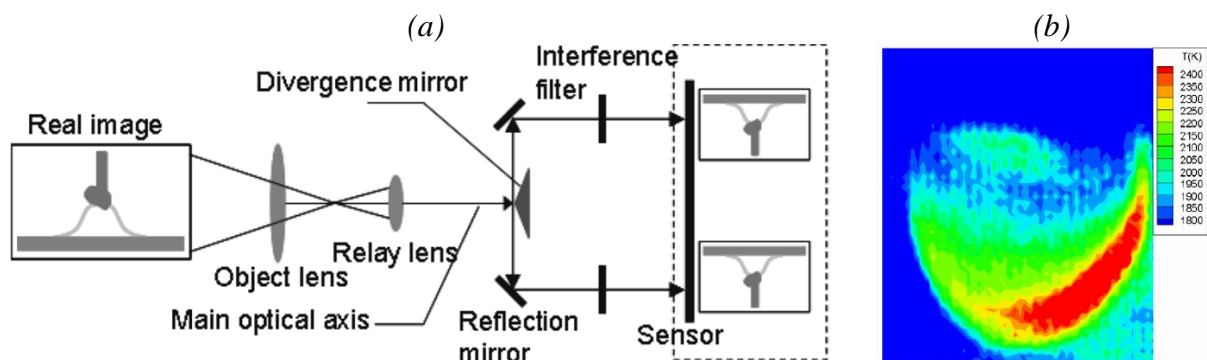 (a)
(b)
Divergence mirror
Interference
filter
Real image
Object lens
Relay lens
Main optical axis
Reflection
mirror
Sensor
T(K)
2400
2350
2300
2250
2200
2150
2100
2050
2000
1950
1900
1850
1800